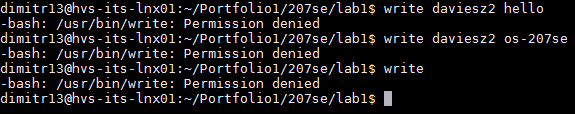 dimitr13@hvs-its-lnx01:~/Portfolio1/207se/lab1$ write daviesz2 hello
-bash: /usr/bin/write: Permission denied
dimitr13@hvs-its-lnx01:~/Portfolio1/207se/lab1$ write daviesz2 os-207se
-bash: /usr/bin/write: Permission denied
dimitr13@hvs-its-lnx01:~/Portfolio1/207se/lab1$ write
-bash: /usr/bin/write: Permission denied
dimitr13@hvs-its-lnx01:~/Portfolio1/207se/lab1$